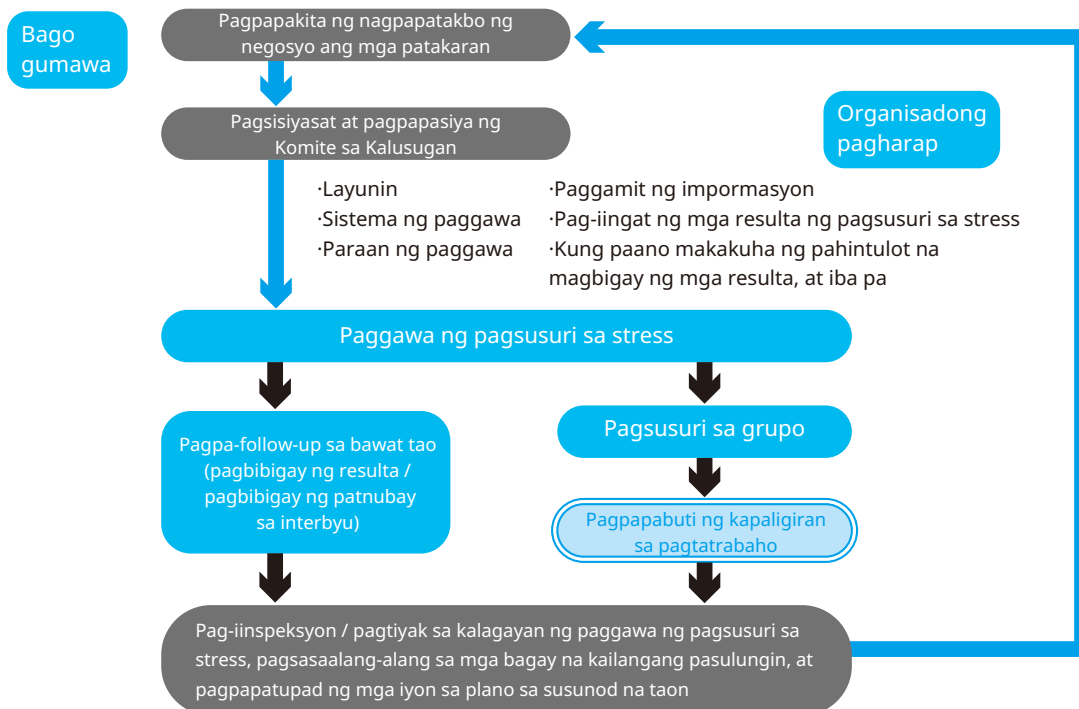 Bago
gumawa
Pagpapakita ng nagpapatakbo ng
negosyo ang mga patakaran
Pagsisiyasat at pagpapasiya ng
Komite sa Kalusugan
Organisadong
pagharap
·Layunin
·Sistema ng paggawa
·Paraan ng paggawa
·Paggamit ng impormasyon
·Pag-iingat ng mga resulta ng pagsusuri sa stress
·Kung paano makakuha ng pahintulot na
magbigay ng mga resulta, at iba pa
Paggawa ng pagsusuri sa stress
Pagpa-follow-up sa bawat tao
(pagbibigay ng resulta /
pagbibigay ng patnubay
sa interbyu)
Pagsusuri sa grupo
Pagpapabuti ng kapaligiran
sa pagtatrabaho
Pag-iinspeksyon / pagtiyak sa kalagayan ng paggawa ng pagsusuri sa
stress, pagsasaalang-alang sa mga bagay na kailangang pasulungin, at
pagpapatupad ng mga iyon sa plano sa susunod na taon